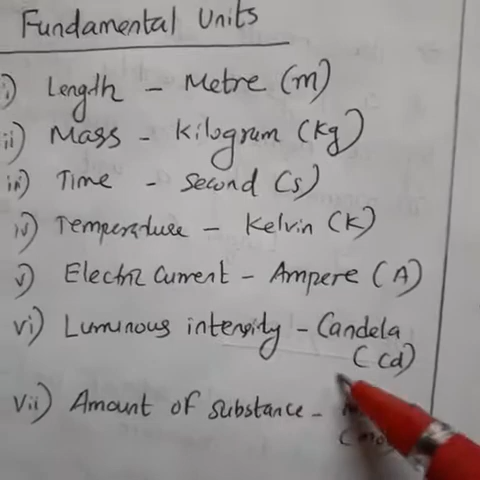 Fundamental Units
i) Length - Metre (m)
ii) Mass - Kilogram (Kg)
iii) Time - Second (s)
iv) Temperature - Kelvin (K)
v) Electric Current - Ampere (A)
vi) Luminous intensity - Candela
(Cd)
vii) Amount of substance -